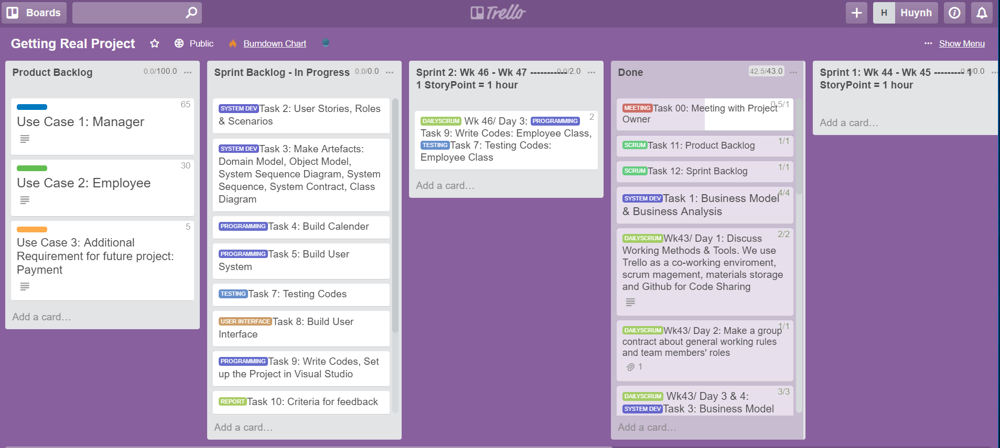 Boards
Trello
H Huynh
Getting Real Project
Public
Burndown Chart
Show Menu
Product Backlog
0.0/100.0
65
Use Case 1: Manager
30
Use Case 2: Employee
5
Use Case 3: Additional
Requirement for future project:
Payment
Add a card…
Sprint Backlog - In Progress
0.0/0.0
SYSTEM DEV Task 2: User Stories, Roles
& Scenarios
SYSTEM DEV Task 3: Make Artefacts:
Domain Model, Object Model,
System Sequence Diagram, System
Sequence, System Contract, Class
Diagram
PROGRAMMING Task 4: Build Calender
PROGRAMMING Task 5: Build User
System
TESTING Task 7: Testing Codes
USER INTERFACE Task 8: Build User
Interface
PROGRAMMING Task 9: Write Codes, Set
up the Project in Visual Studio
REPORT Task 10: Criteria for feedback
Add a card…
Sprint 2: Wk 46 - Wk 47 -----------
0.0/2.0
1 StoryPoint = 1 hour
2
DAILYSCRUM Wk 46/ Day 3: PROGRAMMING
Task 9: Write Codes: Employee Class,
TESTING Task 7: Testing Codes:
Employee Class
Add a card…
Done
42.5/43.0
0.5/1
MEETING Task 00: Meeting with Project
Owner
1/1
SCRUM Task 11: Product Backlog
1/1
SCRUM Task 12: Sprint Backlog
4/4
SYSTEM DEV Task 1: Business Model
& Business Analysis
2/2
DAILYSCRUM Wk43/ Day 1: Discuss
Working Methods & Tools. We use
Trello as a co-working enviroment,
scrum magement, materials storage
and Github for Code Sharing
1/1
DAILYSCRUM Wk43/ Day 2: Make a group
contract about general working rules
and team members' roles
1
3/3
DAILYSCRUM Wk43/ Day 3 & 4:
SYSTEM DEV Task 3: Business Model
Add a card…
Sprint 1: Wk 44 - Wk 45 --------- 1
0.0/0.0
StoryPoint = 1 hour
Add a card…